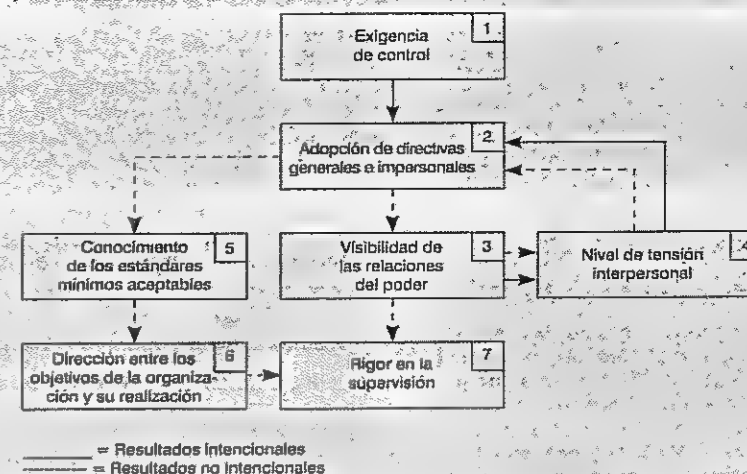 1
Exigencia
de control
2
Adopción de directivas
generales e impersonales
5
Conocimiento
de los estándares
mínimos aceptables
3
Visibilidad de
las relaciones
del poder
4
Nivel de tensión
interpersonal
6
Dirección entre los
objetivos de la organiza-
ción y su realización
7
Rigor en la
supervisión
= Resultados Intencionales
= Resultados no Intencionales